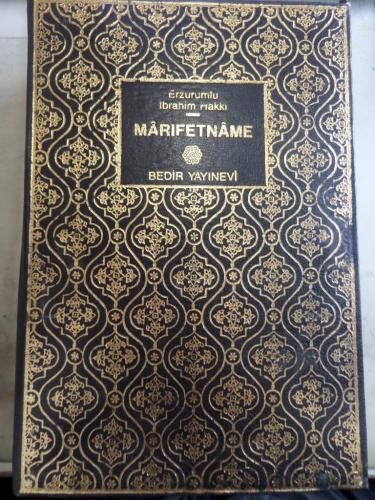 Erzurumlu
İbrahim Hakkı
MÂRİFETNÂME
BEDİR YAYINEVİ